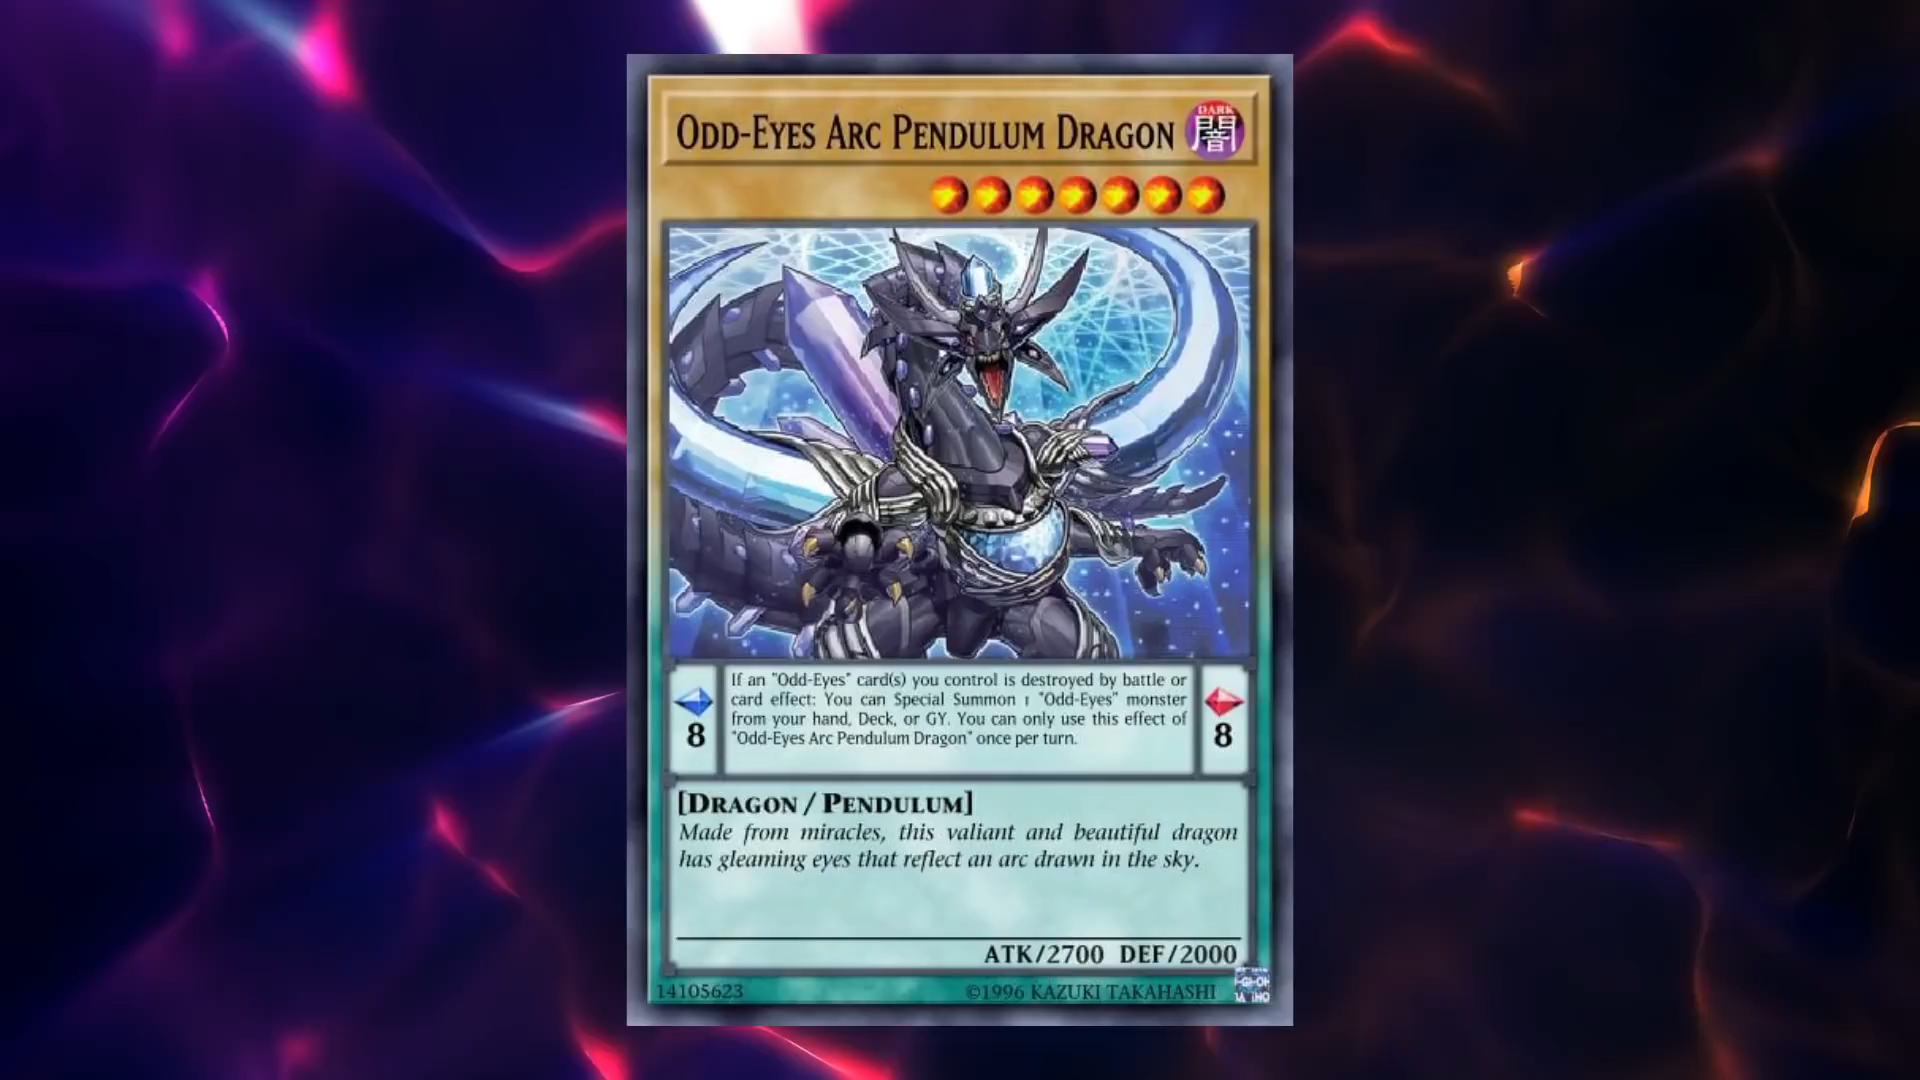 ODD-EYES ARC PENDULUM DRAGON
DARK
闇
If an "Odd-Eyes" card(s) you control is destroyed by battle or
card effect: You can Special Summon 1 "Odd-Eyes" monster
from your hand, Deck, or GY. You can only use this effect of
"Odd-Eyes Arc Pendulum Dragon" once per turn.
8
8
[DRAGON / PENDULUM]
Made from miracles, this valiant and beautiful dragon
has gleaming eyes that reflect an arc drawn in the sky.
ATK/2700 DEF/2000
14105623
©1996 KAZUKI TAKAHASHI